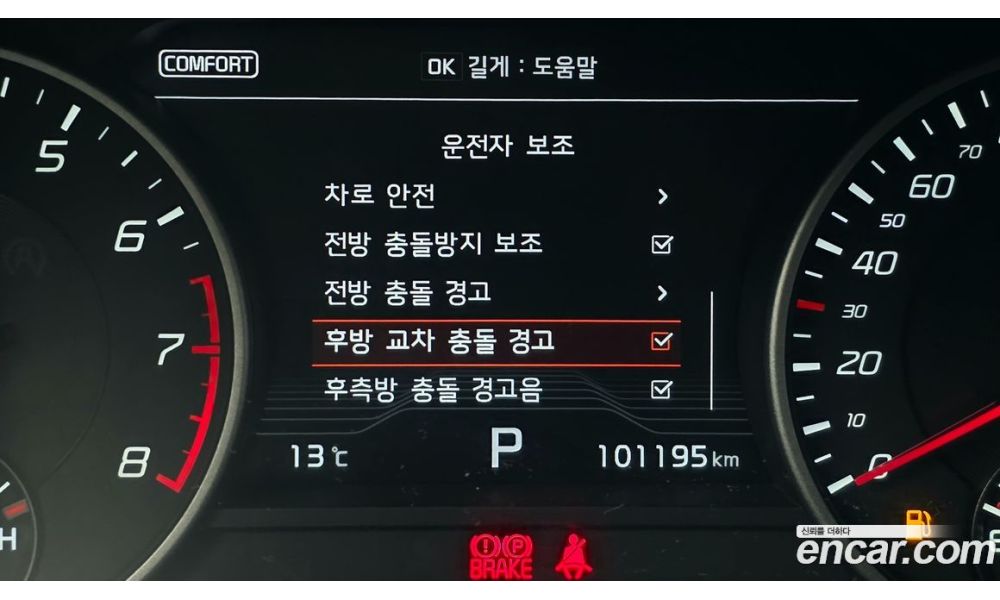 COMFORT
OK 길게 : 도움말
운전자 보조
차로 안전
전방 충돌방지 보조
전방 충돌 경고
후방 교차 충돌 경고
후측방 충돌 경고음
13℃ P 101195km
5
6
7
8
H
70
60
50
40
30
20
10
0
BRAKE
신뢰를 더하다
encar.com